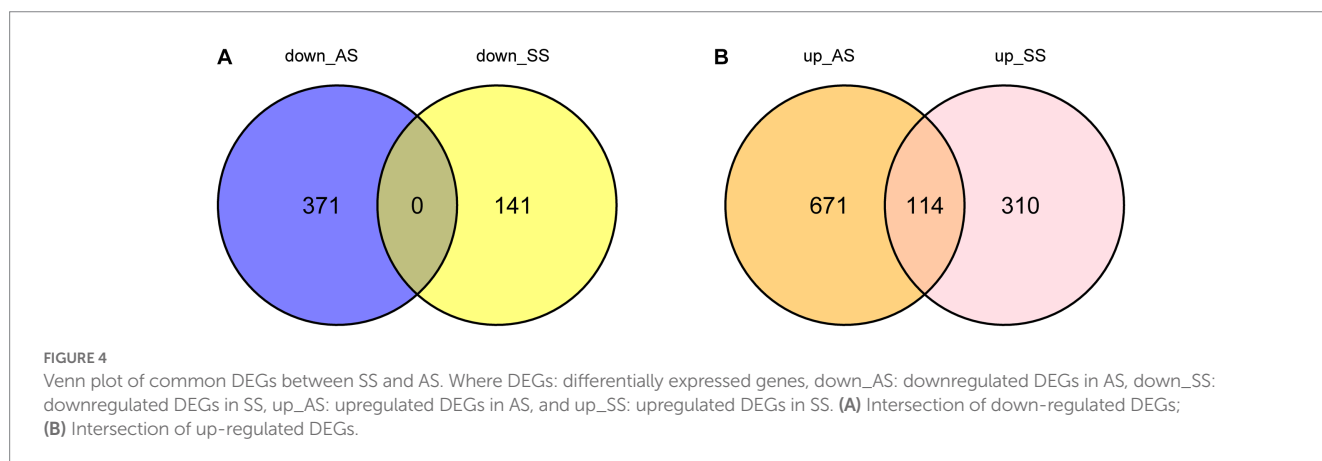 A down_AS down_SS B up_AS up_SS
371 0 141 671 114 310
FIGURE 4
Venn plot of common DEGs between SS and AS. Where DEGs: differentially expressed genes, down_AS: downregulated DEGs in AS, down_SS:
downregulated DEGs in SS, up_AS: upregulated DEGs in AS, and up_SS: upregulated DEGs in SS. (A) Intersection of down-regulated DEGs;
(B) Intersection of up-regulated DEGs.